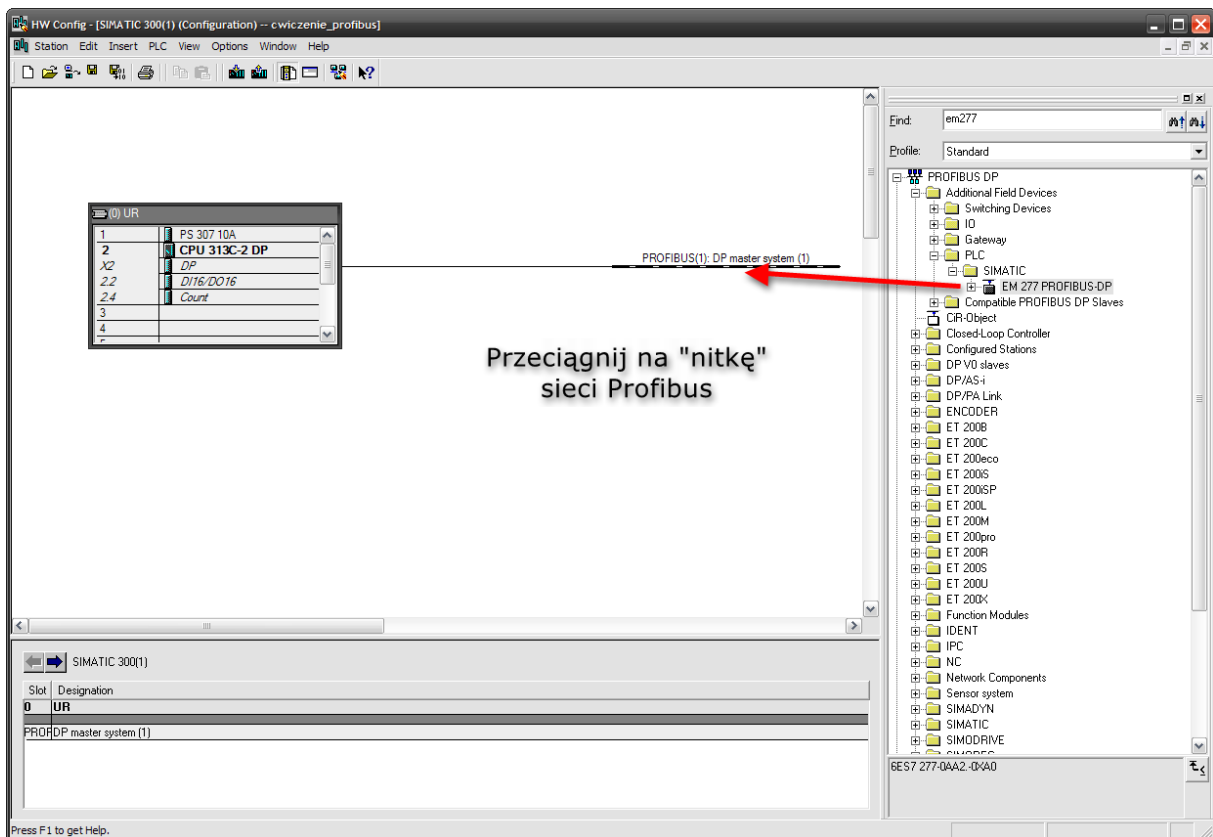 HW Config - [SIMATIC 300(1) (Configuration) -- cwiczenie_profibus]
Station Edit Insert PLC View Options Window Help
Find: em277
Profile: Standard
(0) UR
1 PS 307 10A
2 CPU 313C-2 DP
X2 DP
2.2 DI16/DO16
2.4 Count
3
4
PROFIBUS(1): DP master system (1)
Przeciągnij na "nitkę"
sieci Profibus
PROFIBUS DP
Additional Field Devices
Switching Devices
IO
Gateway
PLC
SIMATIC
EM 277 PROFIBUS-DP
Compatible PROFIBUS DP Slaves
CiR-Object
Closed-Loop Controller
Configured Stations
DP V0 slaves
DP/AS-i
DP/PA Link
ENCODER
ET 200B
ET 200C
ET 200eco
ET 200iS
ET 200iSP
ET 200L
ET 200M
ET 200pro
ET 200R
ET 200S
ET 200U
ET 200X
Function Modules
IDENT
IPC
NC
Network Components
Sensor system
SIMADYN
SIMATIC
SIMODRIVE
6ES7 277-0AA2.-0XA0
SIMATIC 300(1)
Slot Designation
0 UR
PROF DP master system (1)
Press F1 to get Help.